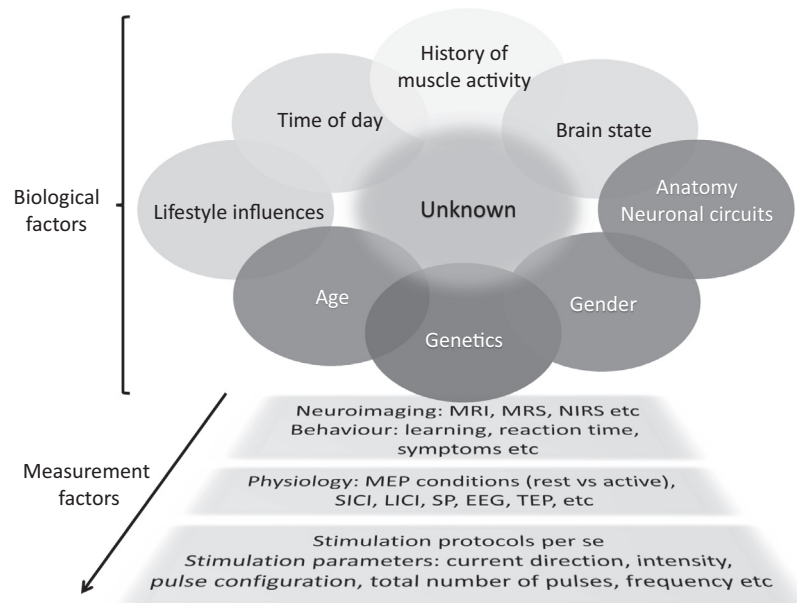 History of
muscle activity
Time of day
Brain state
Biological
factors
Lifestyle influences
Unknown
Anatomy
Neuronal circuits
Age
Gender
Genetics
Measurement
factors
Neuroimaging: MRI, MRS, NIRS etc
Behaviour: learning, reaction time,
symptoms etc
Physiology: MEP conditions (rest vs active),
SICI, LICI, SP, EEG, TEP, etc
Stimulation protocols per se
Stimulation parameters: current direction, intensity,
pulse configuration, total number of pulses, frequency etc